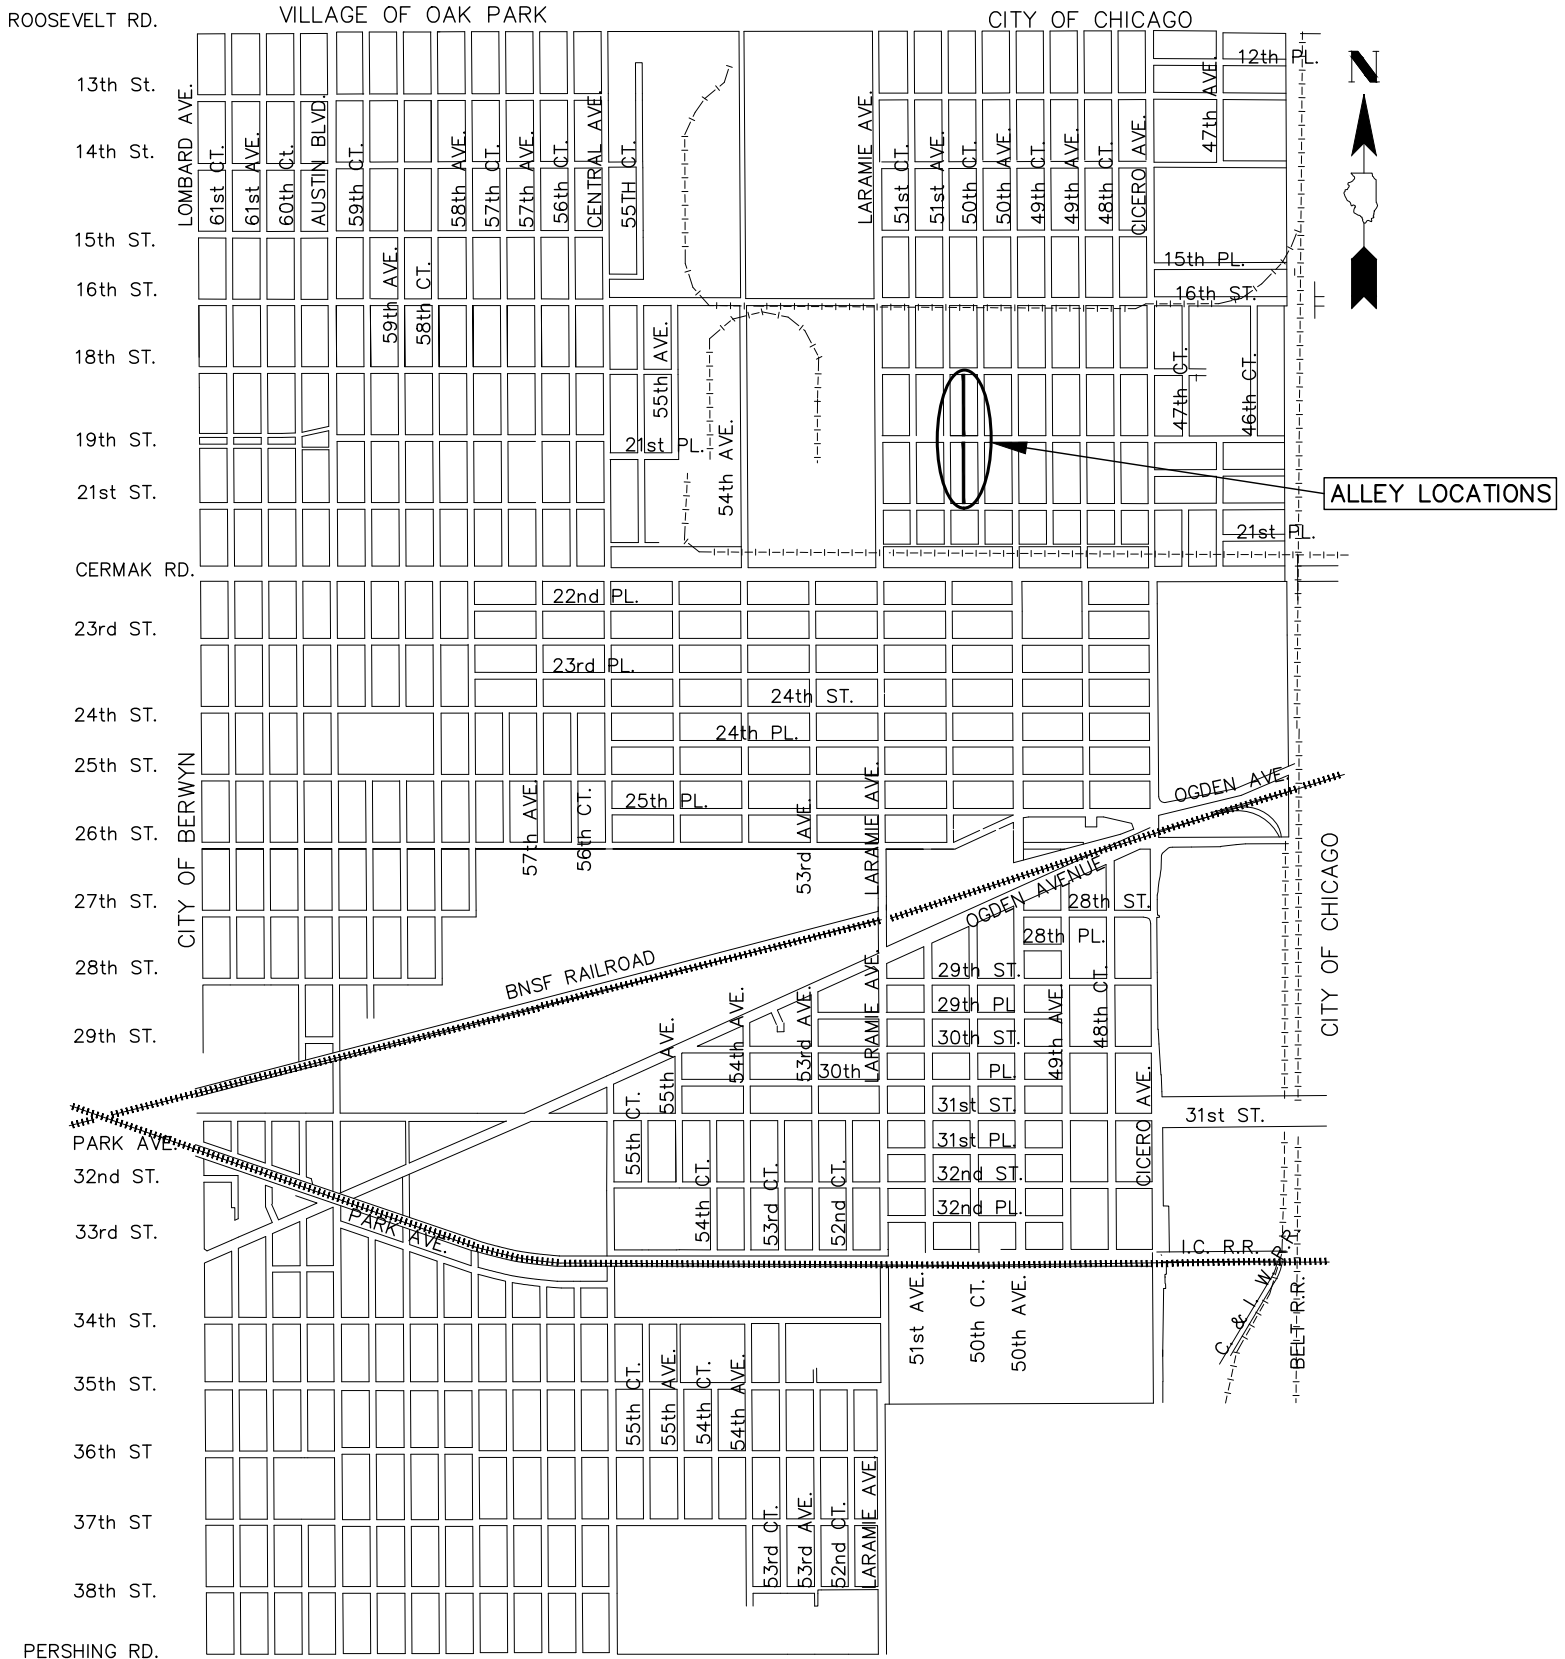 ROOSEVELT RD.
VILLAGE OF OAK PARK
CITY OF CHICAGO
12th PL.
N
13th St.
14th St.
LOMBARD AVE.
61st CT.
61st AVE.
60th Ct.
AUSTIN BLVD.
59th CT.
58th AVE.
57th CT.
57th AVE.
56th CT.
CENTRAL AVE.
55TH CT.
LARAMIE AVE.
51st CT.
51st AVE.
50th CT.
50th AVE.
49th CT.
49th AVE.
48th CT.
CICERO AVE.
47th AVE.
15th ST.
59th AVE.
58th CT.
15th PL.
16th ST.
16th ST.
18th ST.
55th AVE.
47th CT.
46th CT.
19th ST.
21st PL.
54th AVE.
21st ST.
ALLEY LOCATIONS
21st PL.
CERMAK RD.
22nd PL.
23rd ST.
23rd PL.
24th ST.
24th ST.
24th PL.
25th ST.
CITY OF BERWYN
25th PL.
57th AVE.
56th CT.
53rd AVE.
LARAMIE AVE.
OGDEN AVE
26th ST.
CITY OF CHICAGO
27th ST.
OGDEN AVENUE
28th ST.
28th PL.
28th ST.
BNSF RAILROAD
29th ST.
29th PL
29th ST.
30th ST.
55th AVE.
54th AVE.
53rd AVE.
LARAMIE AVE.
49th AVE.
48th CT.
30th
PL.
31st ST.
31st ST.
CICERO AVE.
PARK AVE.
31st PL.
55th CT.
32nd ST.
32nd ST.
54th CT.
53rd CT.
52nd CT.
32nd PL.
33rd ST.
PARK AVE.
I.C. R.R.
C. & I. W. R.R.
BELT R.R.
51st AVE.
50th CT.
50th AVE.
34th ST.
35th ST.
55th CT.
55th AVE.
54th CT.
54th AVE.
36th ST
37th ST
53rd CT.
53rd AVE.
52nd CT.
LARAMIE AVE.
38th ST.
PERSHING RD.